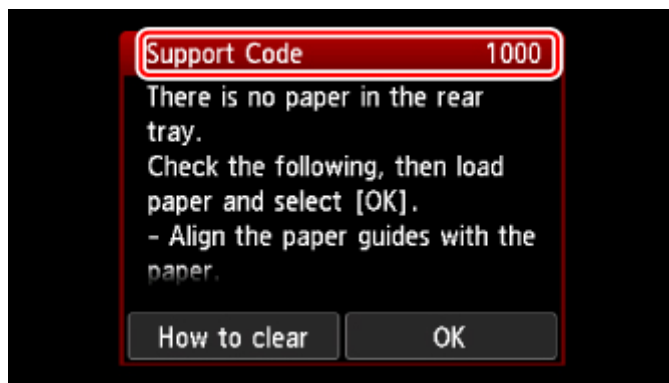 Support Code 1000
There is no paper in the rear
tray.
Check the following, then load
paper and select [OK].
- Align the paper guides with the
paper.
How to clear OK